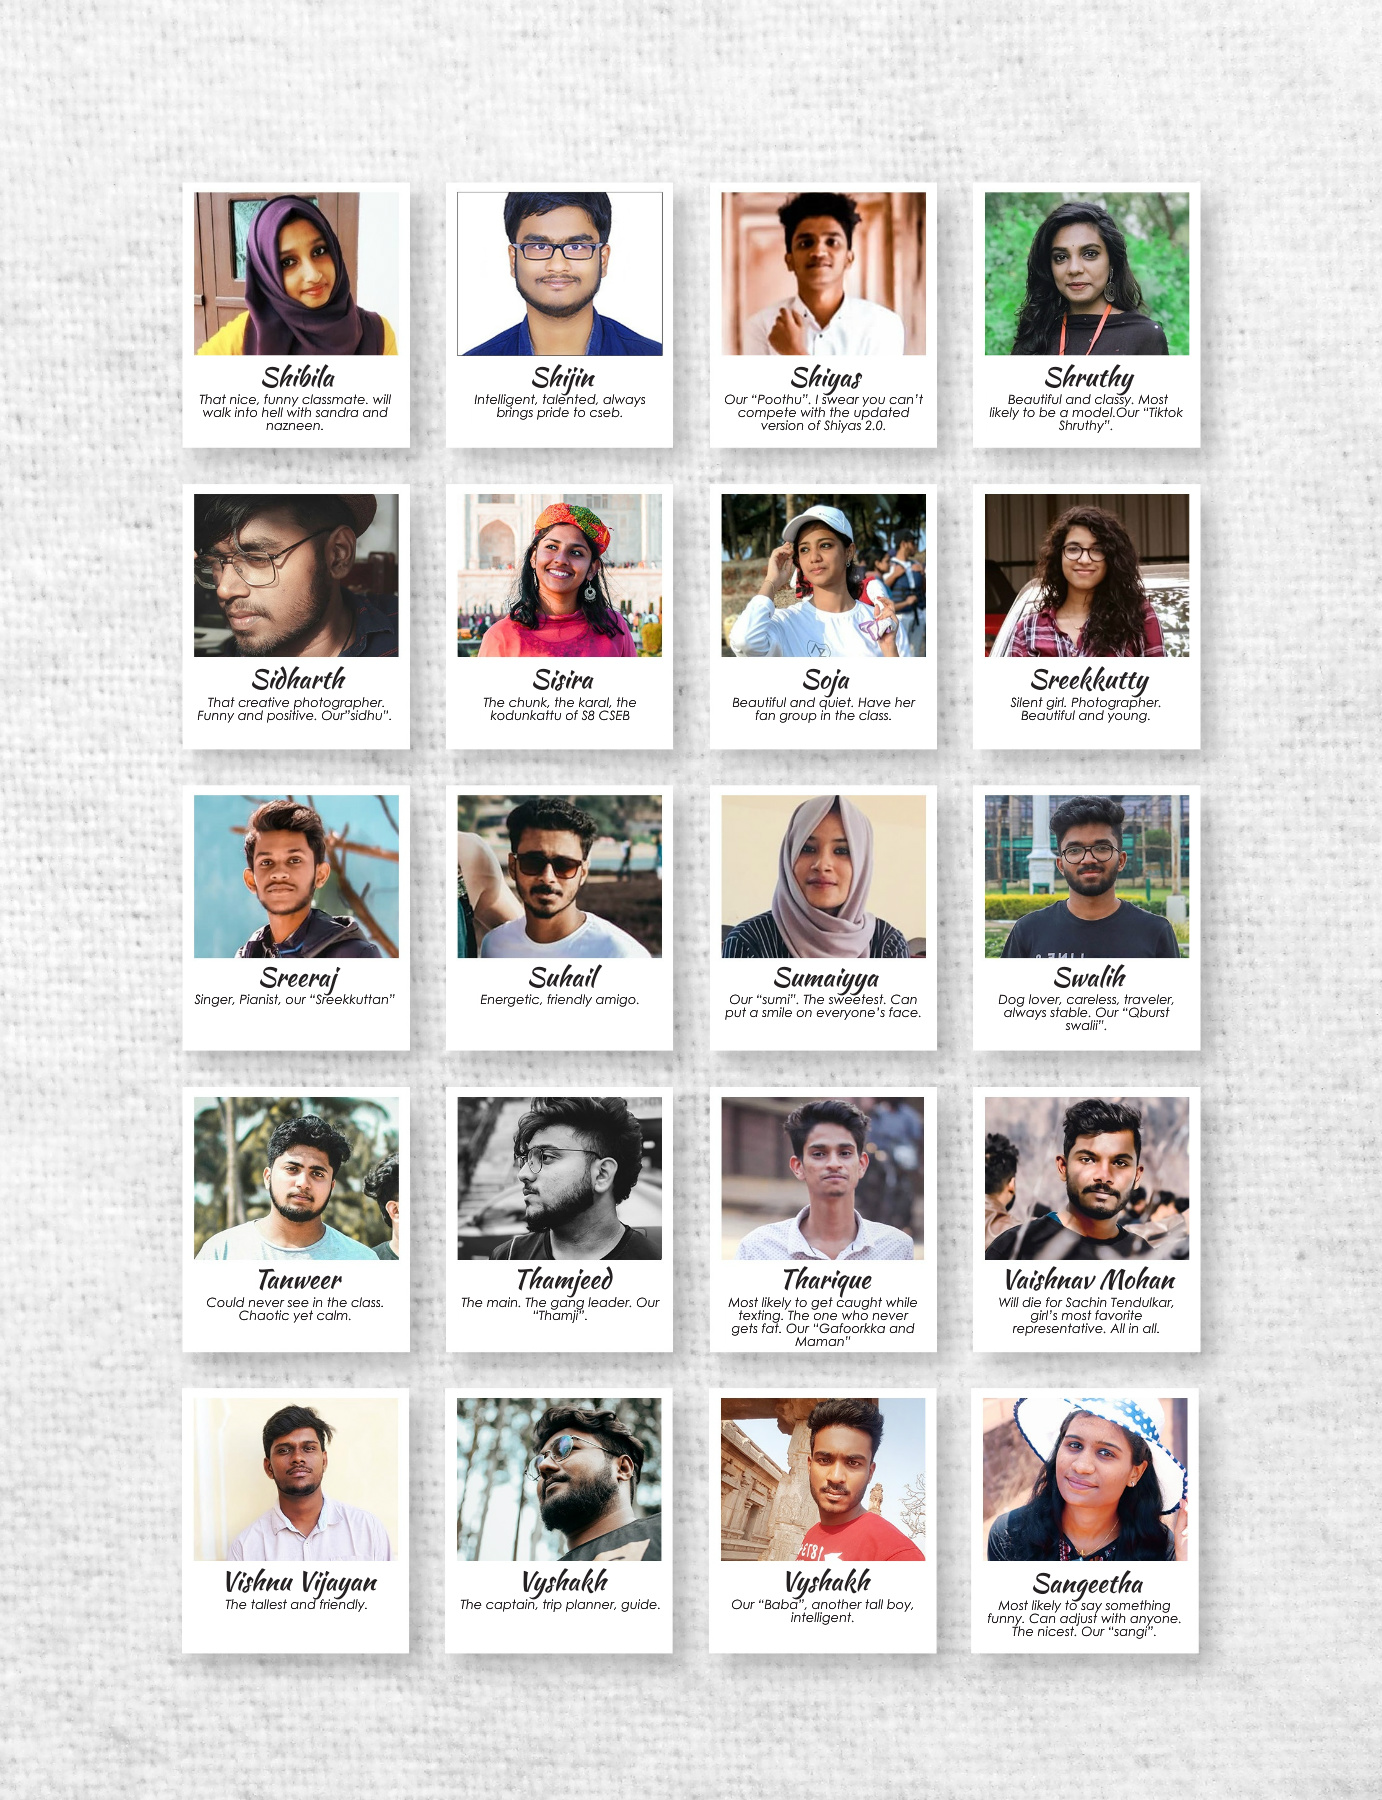 Shibila
That nice, funny classmate. will
walk into hell with sandra and
nazneen.
Shijin
Intelligent, talented, always
brings pride to cseb.
Shiyas
Our “Poothu”. I swear you can’t
compete with the updated
version of Shiyas 2.0.
Shruthy
Beautiful and classy. Most
likely to be a model.Our “Tiktok
Shruthy”.
Sidharth
That creative photographer.
Funny and positive. Our”sidhu”.
Sisira
The chunk, the karal, the
kodunkattu of S8 CSEB
Soja
Beautiful and quiet. Have her
fan group in the class.
Sreekkutty
Silent girl. Photographer.
Beautiful and young.
Sreeraj
Singer, Pianist, our “Sreekkuttan”
Suhail
Energetic, friendly amigo.
Sumaiyya
Our “sumi”. The sweetest. Can
put a smile on everyone’s face.
Swalih
Dog lover, careless, traveler,
always stable. Our “Qburst
swalii”.
Tanweer
Could never see in the class.
Chaotic yet calm.
Thamjeed
The main. The gang leader. Our
“Thamji”.
Tharique
Most likely to get caught while
texting. The one who never
gets fat. Our “Gafoorkka and
Maman”
Vaishnav Mohan
Will die for Sachin Tendulkar,
girl’s most favorite
representative. All in all.
Vishnu Vijayan
The tallest and friendly.
Vyshakh
The captain, trip planner, guide.
Vyshakh
Our “Baba”, another tall boy,
intelligent.
Sangeetha
Most likely to say something
funny. Can adjust with anyone.
The nicest. Our “sangi”.